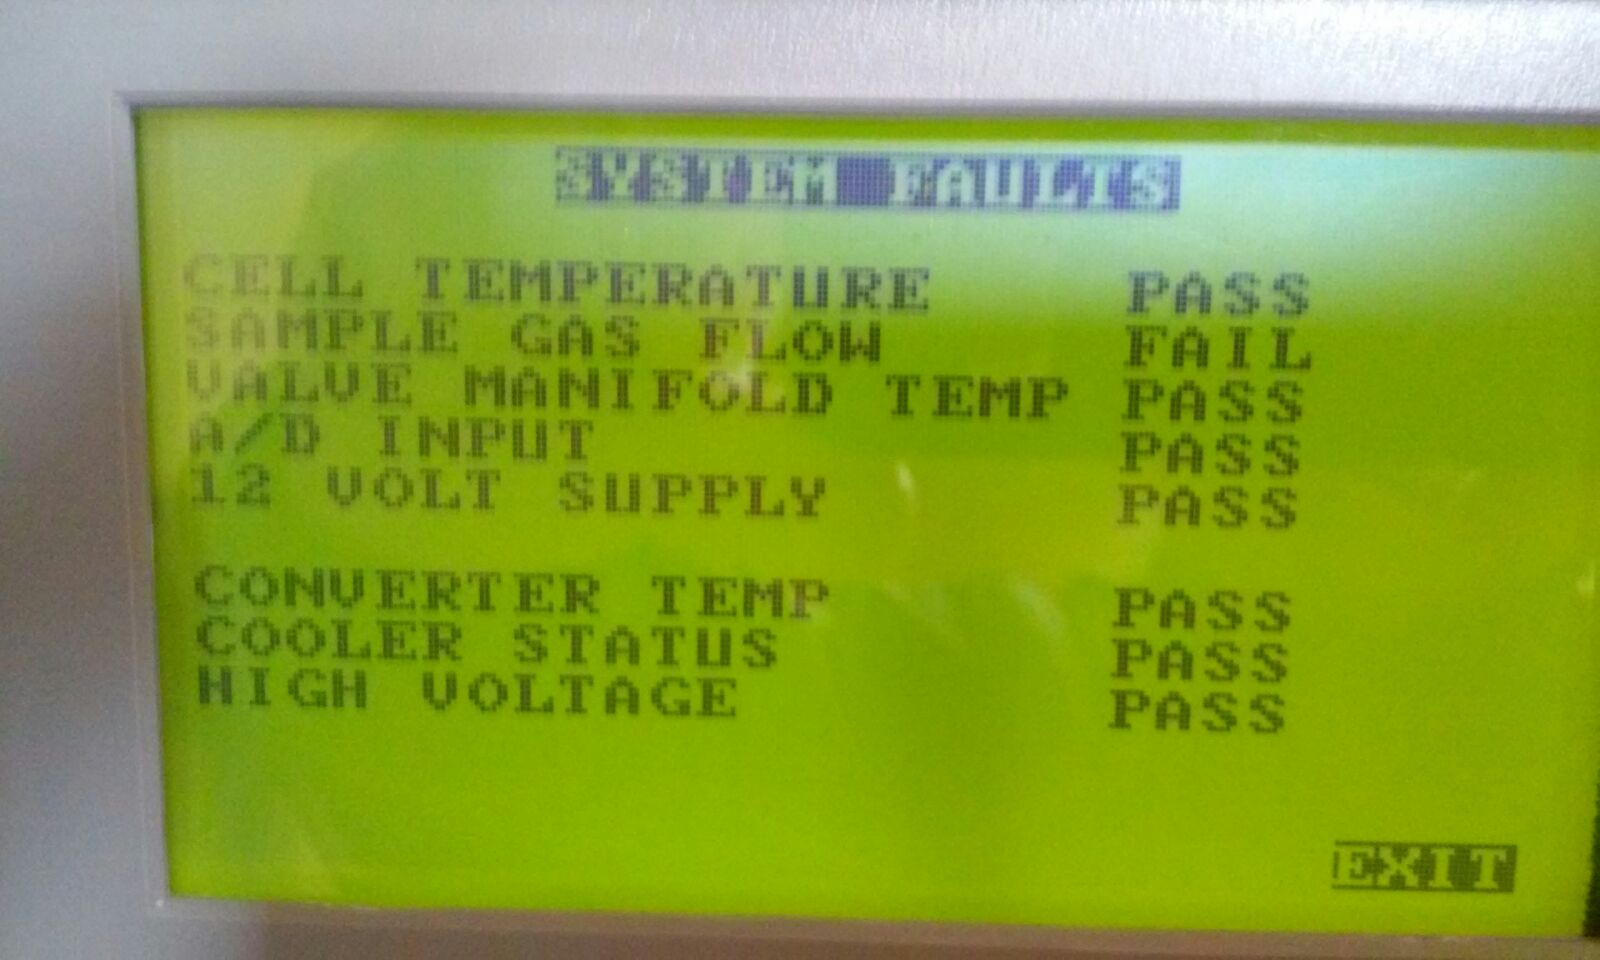 SYSTEM FAULTS
CELL TEMPERATURE PASS
SAMPLE GAS FLOW FAIL
VALVE MANIFOLD TEMP PASS
A/D INPUT PASS
12 VOLT SUPPLY PASS
CONVERTER TEMP PASS
COOLER STATUS PASS
HIGH VOLTAGE PASS
EXIT